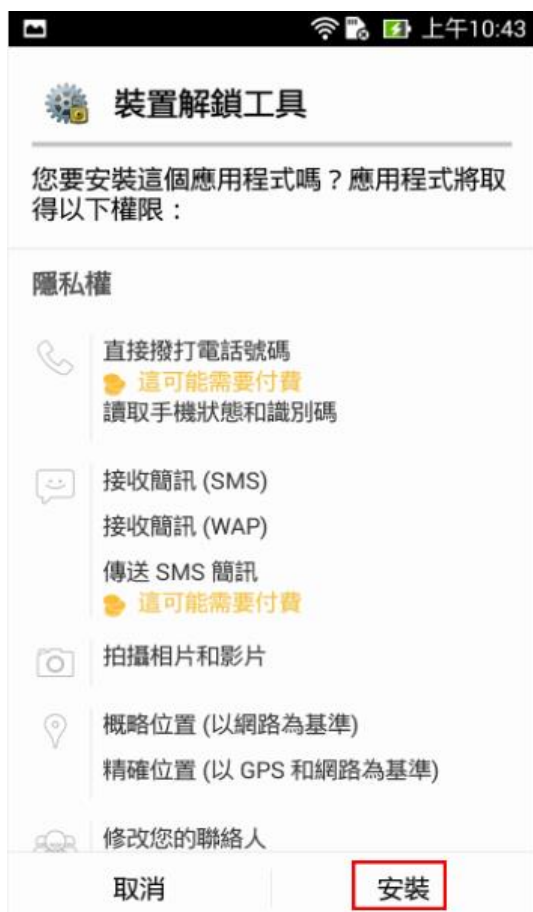 上午10:43
裝置解鎖工具
您要安裝這個應用程式嗎？應用程式將取
得以下權限：
隱私權
直接撥打電話號碼
這可能需要付費
讀取手機狀態和識別碼
接收簡訊 (SMS)
接收簡訊 (WAP)
傳送 SMS 簡訊
這可能需要付費
拍攝相片和影片
概略位置 (以網路為基準)
精確位置 (以 GPS 和網路為基準)
修改您的聯絡人
取消
安裝